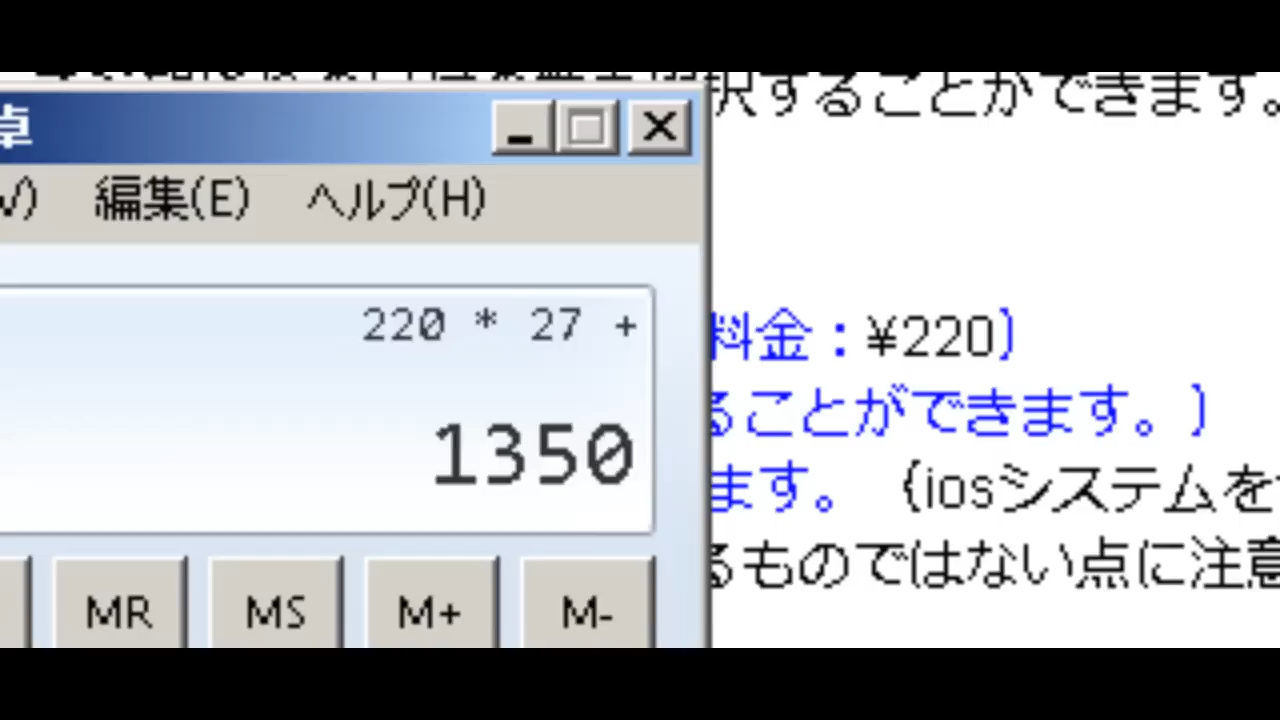 択することができます。
卓
編集(E) ヘルプ(H)
220 * 27 +
1350
料金：¥220)
ることができます。)
ます。 (iosシステムを
るものではない点に注意
MR MS M+ M-